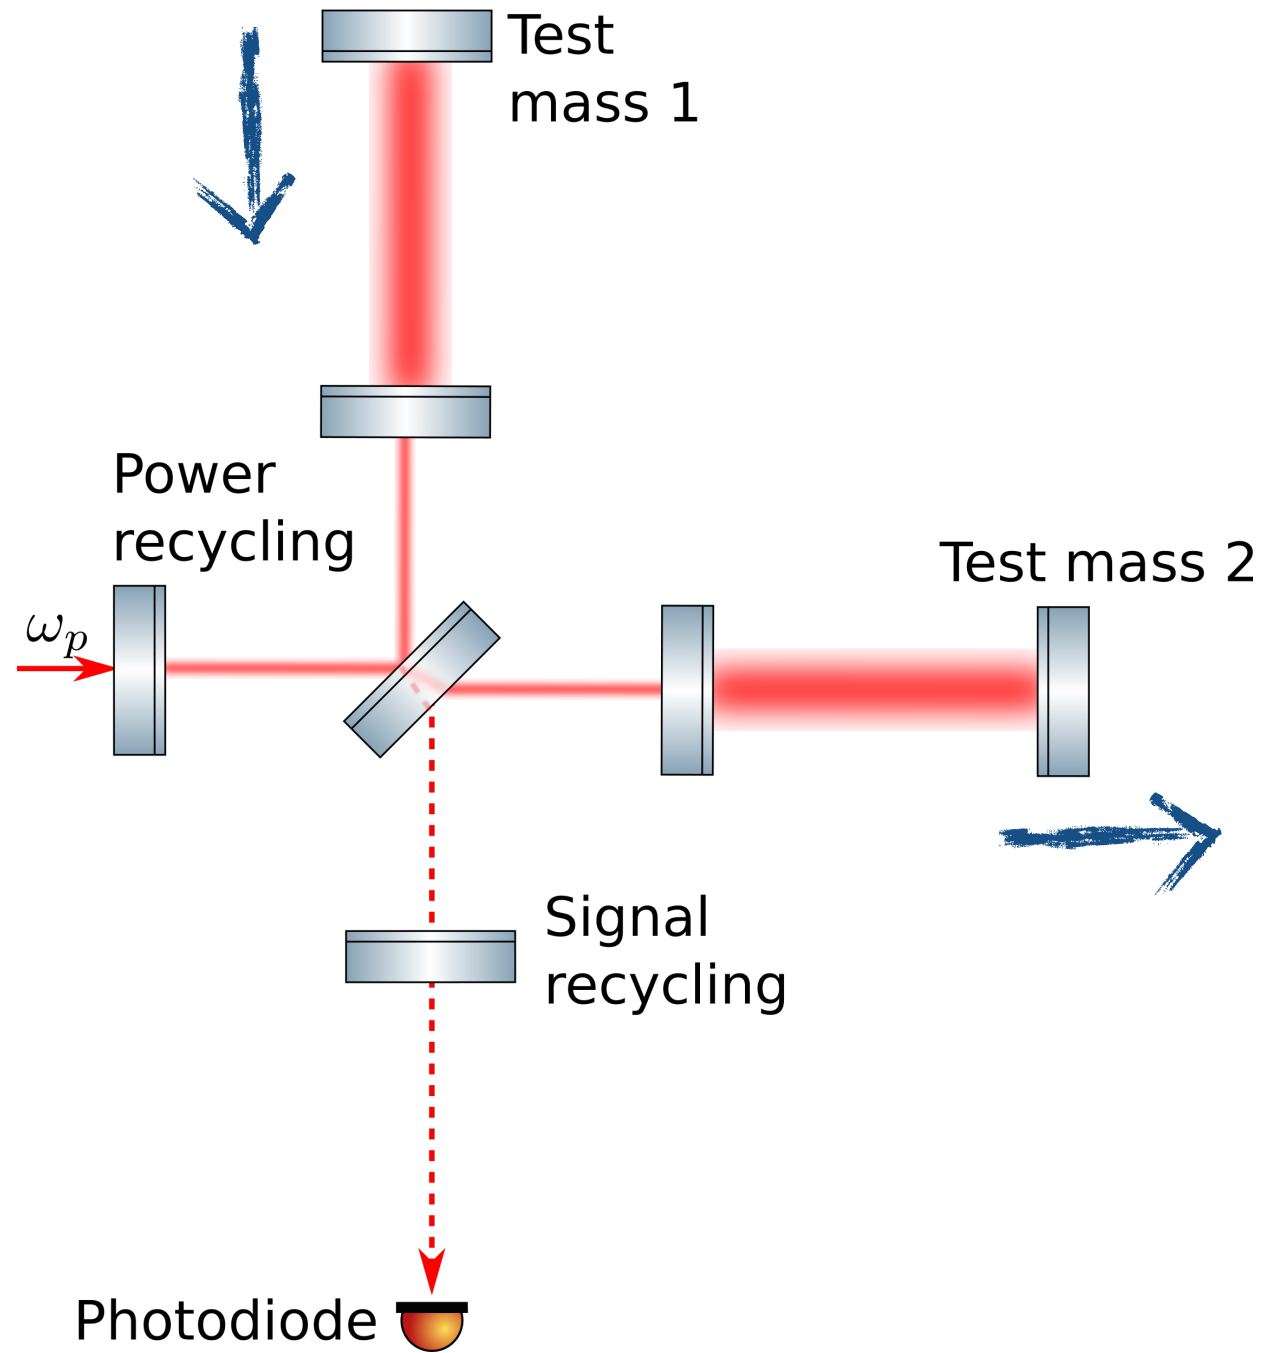 Test
mass 1
Power
recycling
Test mass 2
ωₚ
Signal
recycling
Photodiode